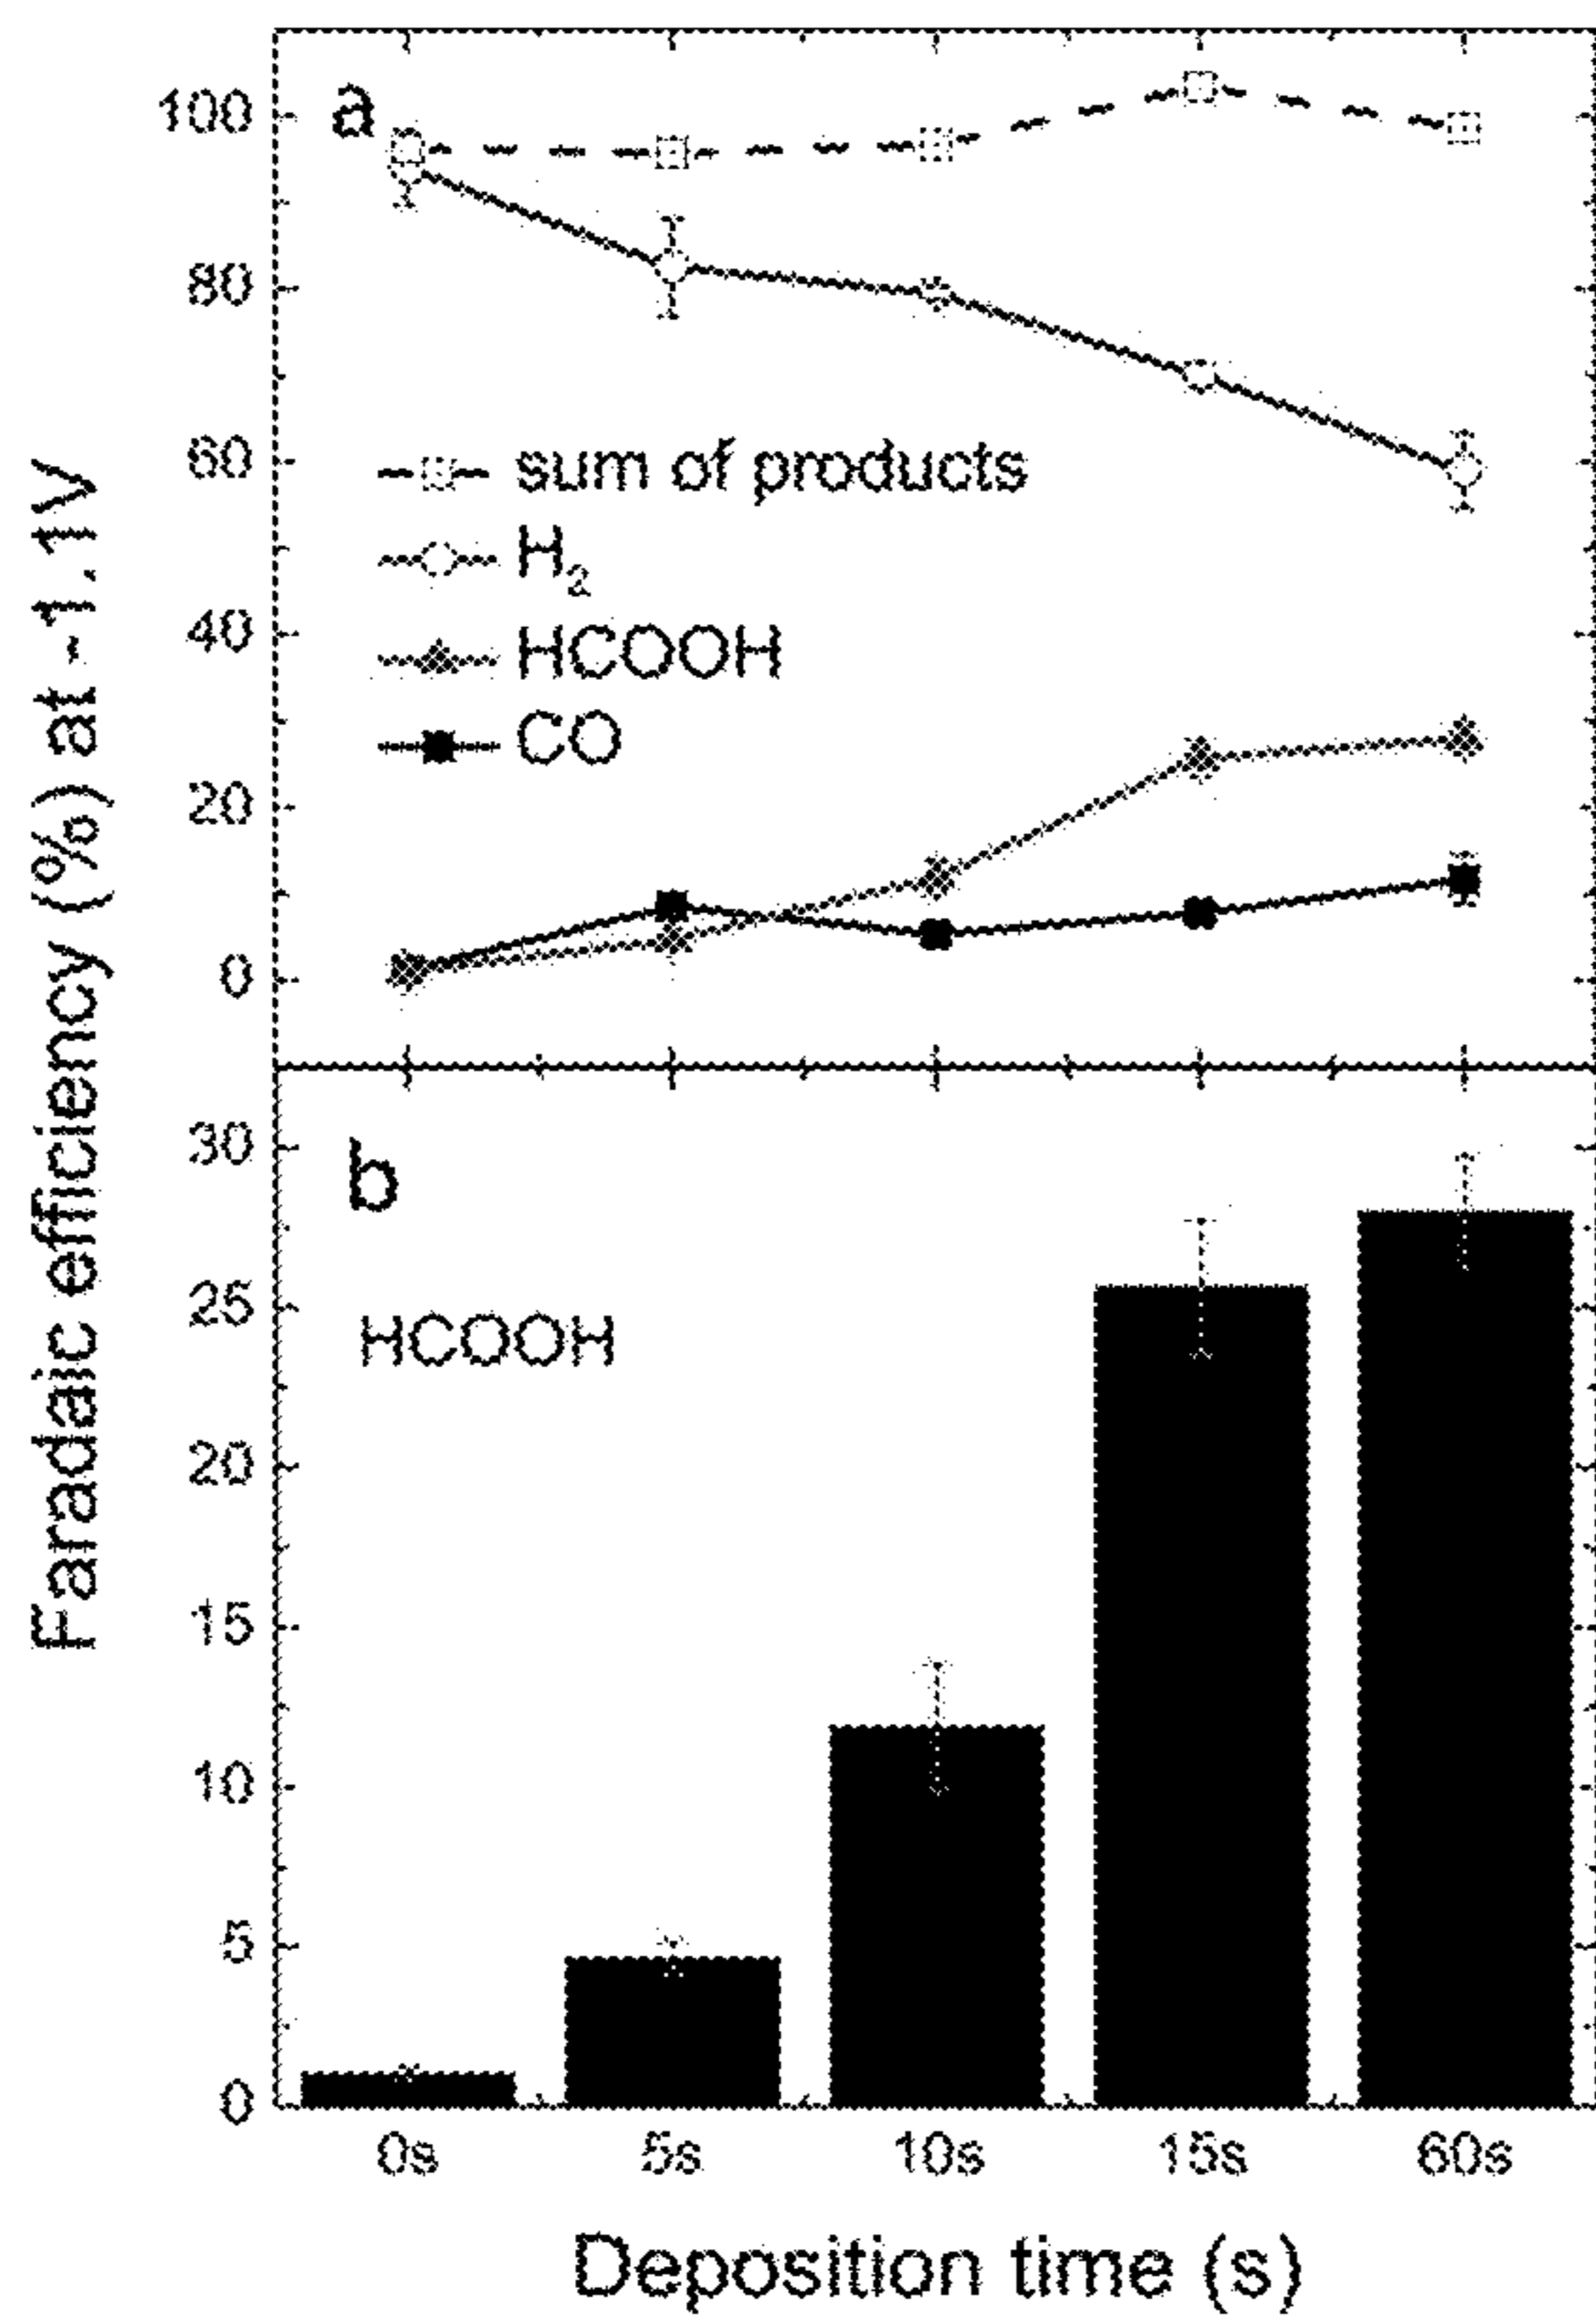 Faradaic efficiency (%) at -1.1V
a
100
80
60
40
20
0
sum of products
H₂
HCOOH
CO
b
HCOOH
30
25
20
15
10
5
0
0s 5s 10s 15s 60s
Deposition time (s)